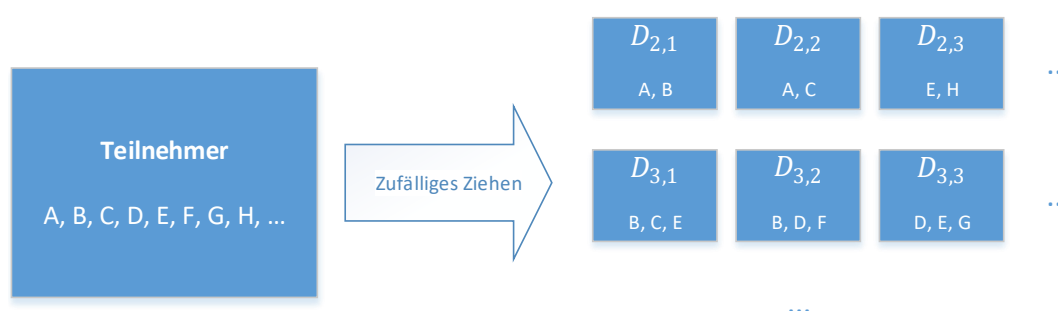 D2,1 D2,2 D2,3
A, B A, C E, H ...
Teilnehmer
A, B, C, D, E, F, G, H, ...
Zufälliges Ziehen
D3,1 D3,2 D3,3
B, C, E B, D, F D, E, G ...
...